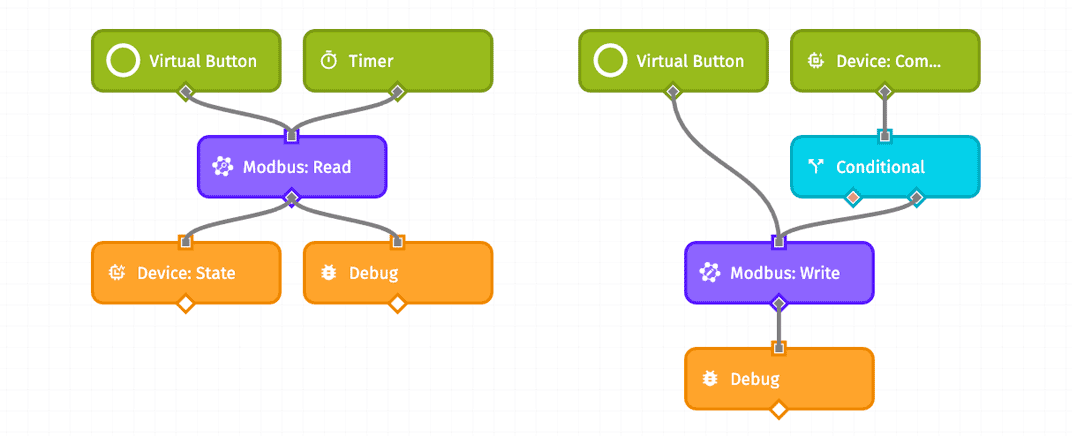 Virtual Button
Timer
Virtual Button
Device: Com...
Modbus: Read
Conditional
Device: State
Debug
Modbus: Write
Debug